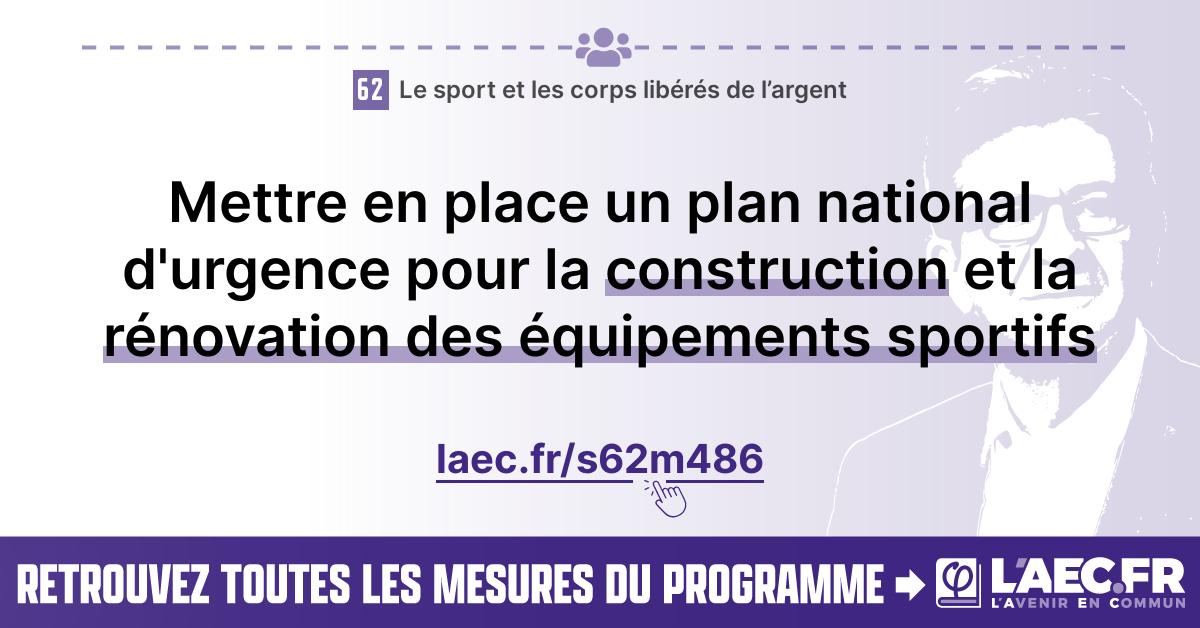 62 Le sport et les corps libérés de l’argent
Mettre en place un plan national
d'urgence pour la construction et la
rénovation des équipements sportifs
laec.fr/s62m486
RETROUVEZ TOUTES LES MESURES DU PROGRAMME
φ L'AEC.FR
L'AVENIR EN COMMUN